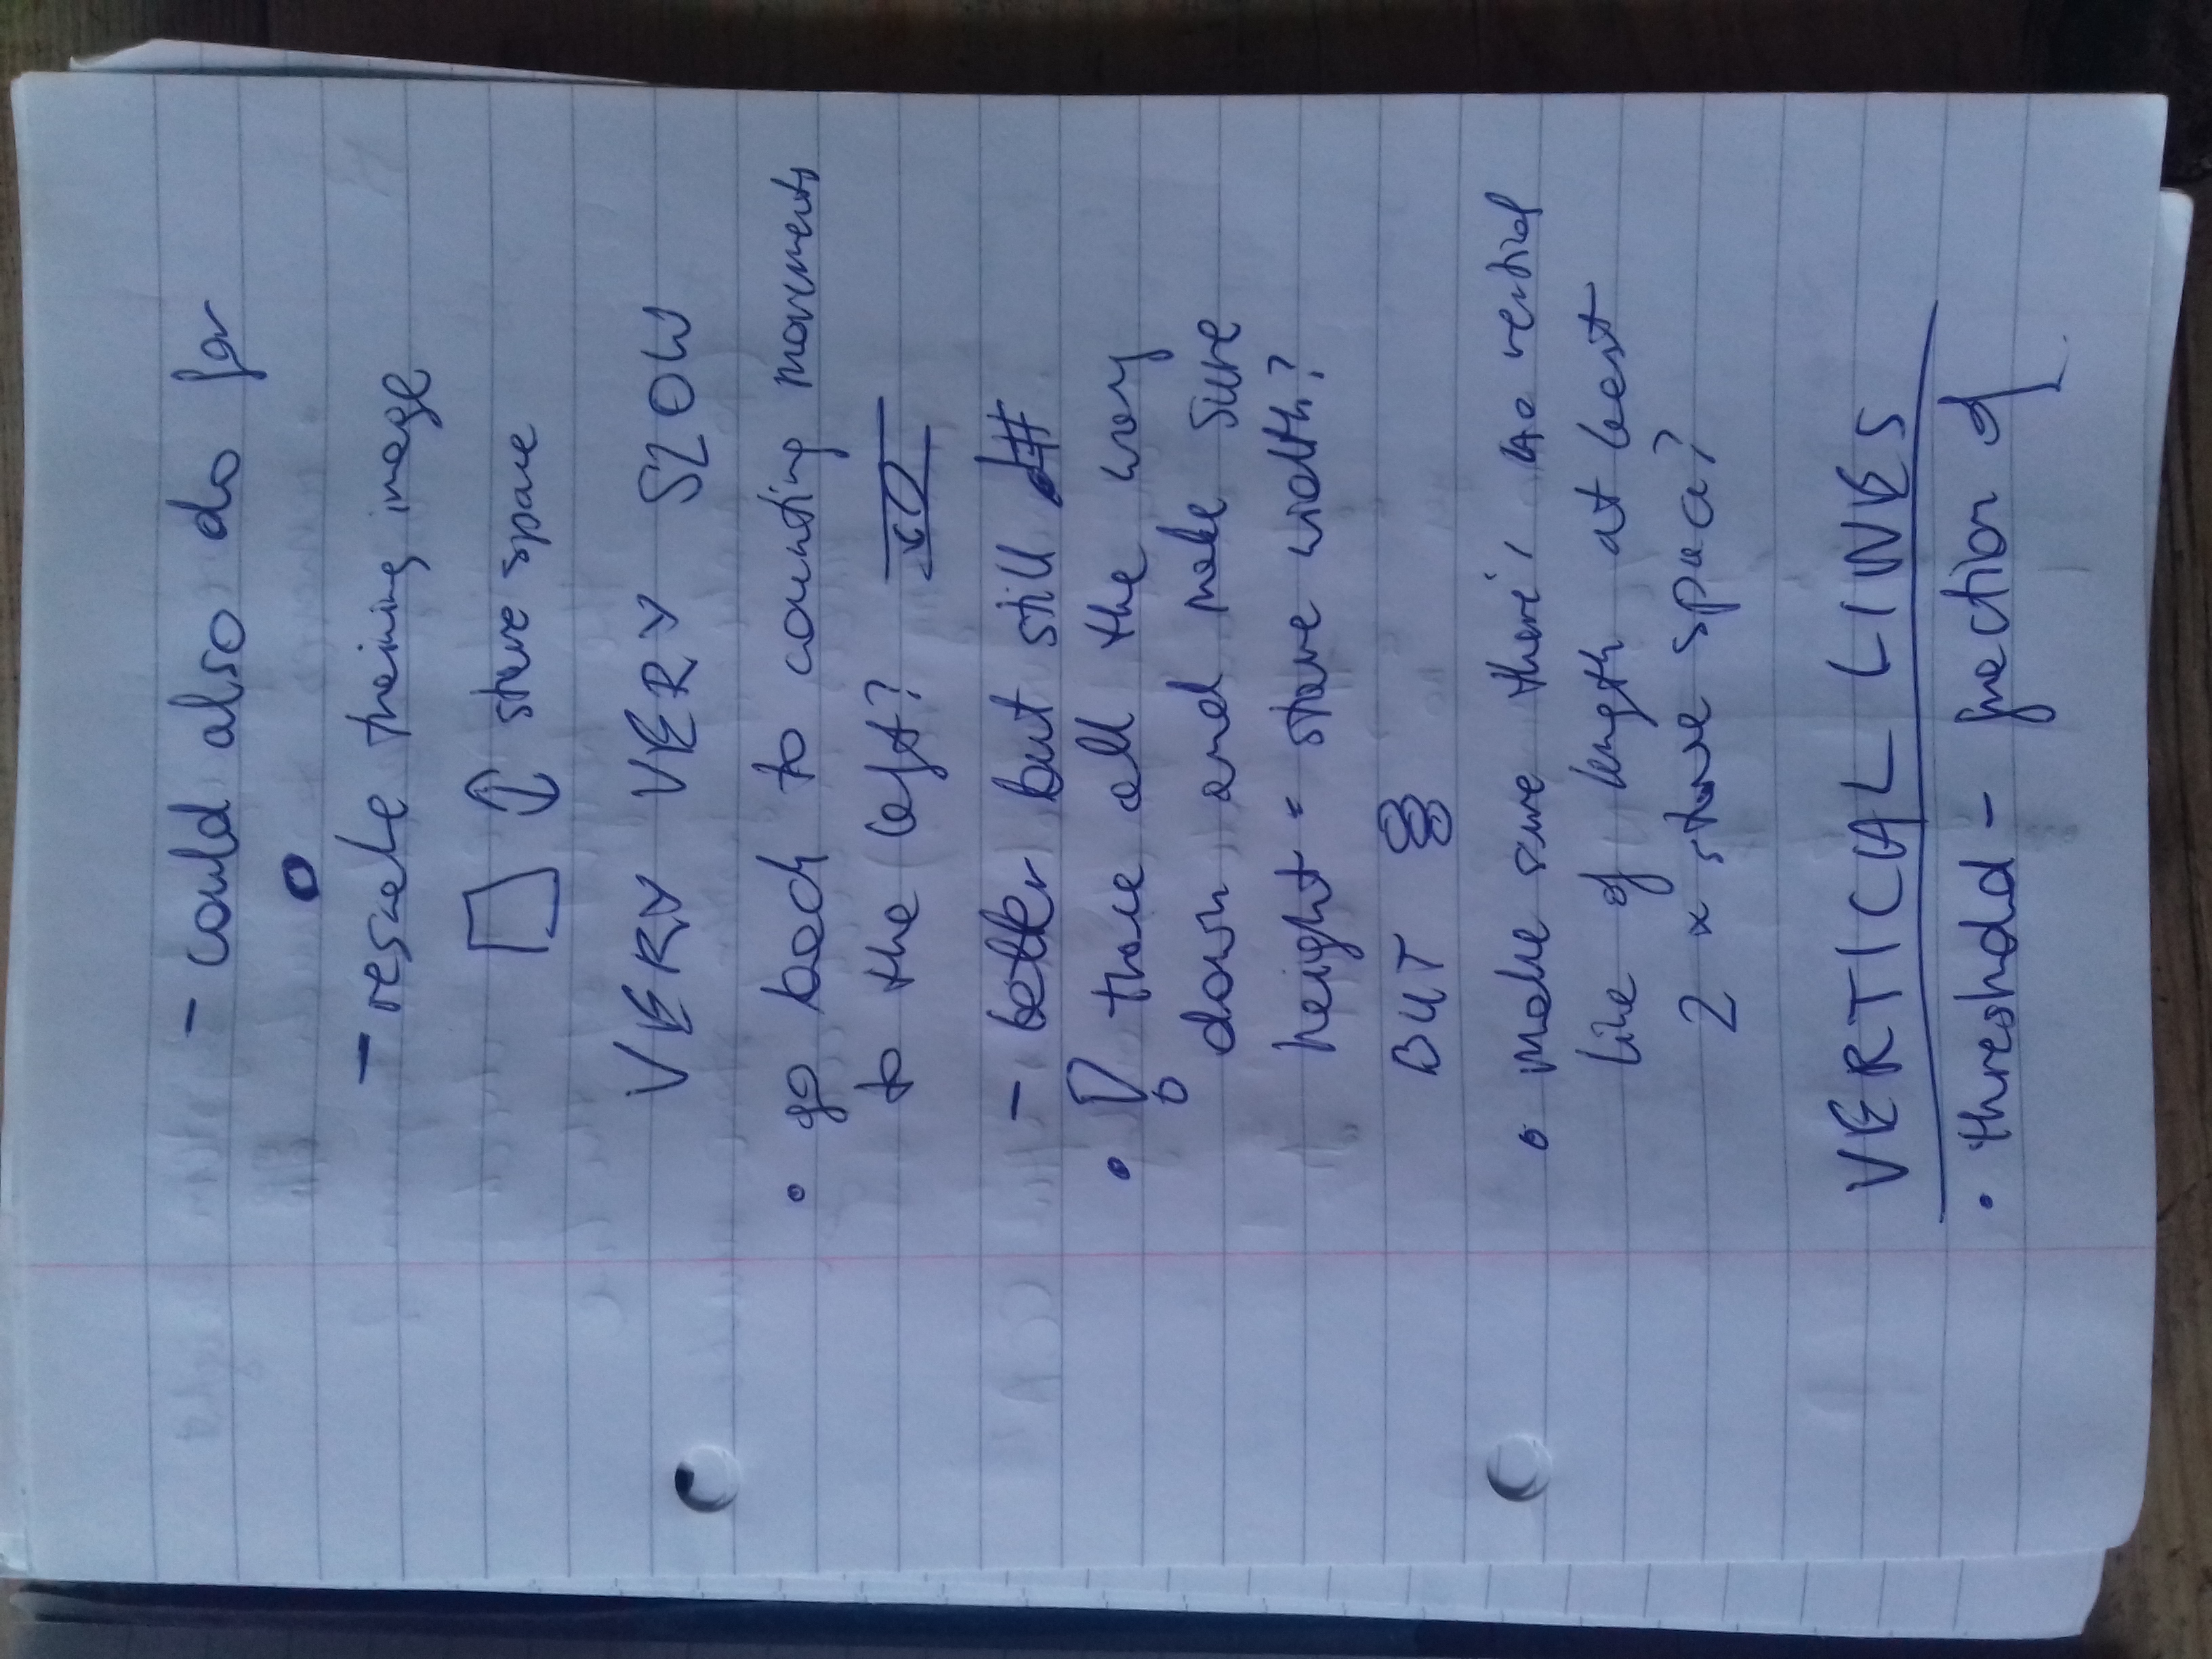 - could also do for
- rescale training image
stave space
VERY VERY SLOW
• go back to counting movements
to the left?
- better but still #
• ! trace all the way
down and make sure
height = stave width?
BUT
• make sure there's no vertical
line of length at least
2 x stave space?
VERTICAL LINES
• threshold - fraction of